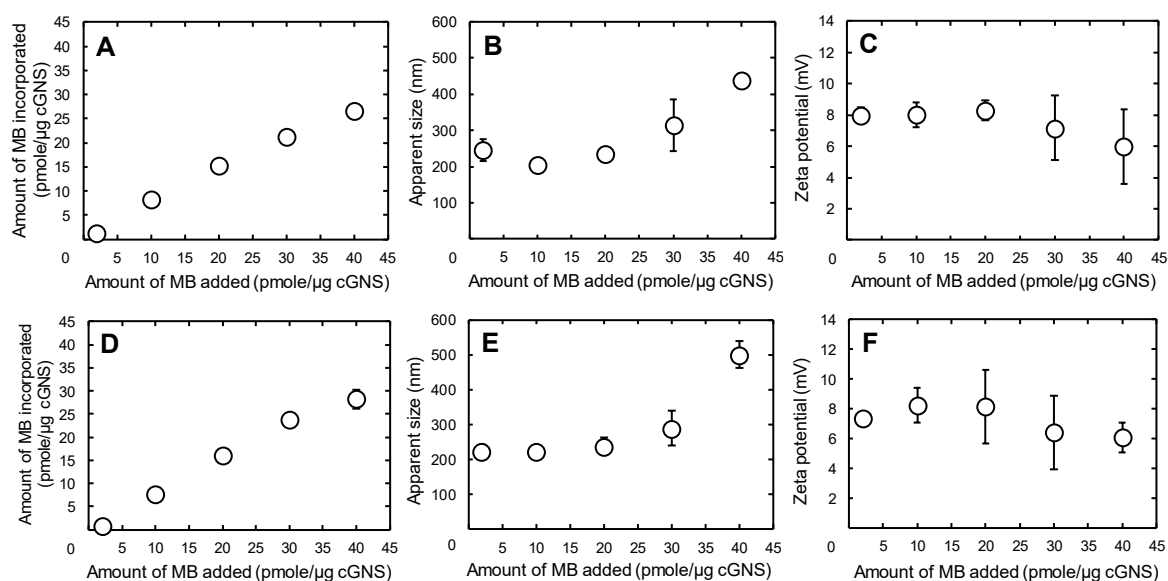 A
Amount of MB incorporated
(pmole/µg cGNS)
45
40
35
30
25
20
15
10
5
0
5 10 15 20 25 30 35 40 45
Amount of MB added (pmole/µg cGNS)
B
Apparent size (nm)
600
500
400
300
200
100
0
5 10 15 20 25 30 35 40 45
Amount of MB added (pmole/µg cGNS)
C
Zeta potential (mV)
14
12
10
8
6
4
2
0
5 10 15 20 25 30 35 40 45
Amount of MB added (pmole/µg cGNS)
D
Amount of MB incorporated
(pmole/µg cGNS)
45
40
35
30
25
20
15
10
5
0
5 10 15 20 25 30 35 40 45
Amount of MB added (pmole/µg cGNS)
E
Apparent size (nm)
600
500
400
300
200
100
0
5 10 15 20 25 30 35 40 45
Amount of MB added (pmole/µg cGNS)
F
Zeta potential (mV)
14
12
10
8
6
4
2
0
5 10 15 20 25 30 35 40 45
Amount of MB added (pmole/µg cGNS)